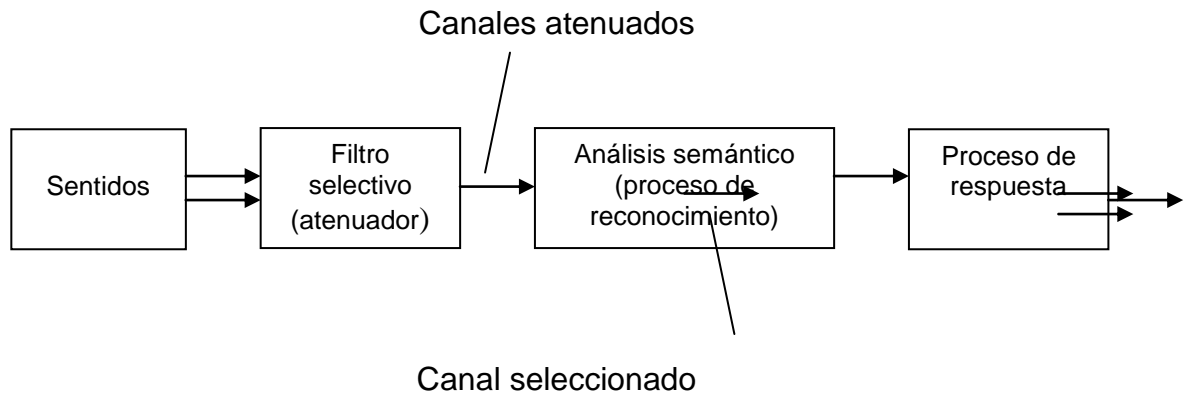 Canales atenuados
Sentidos
Filtro
selectivo
(atenuador)
Análisis semántico
(proceso de
reconocimiento)
Proceso de
respuesta
Canal seleccionado